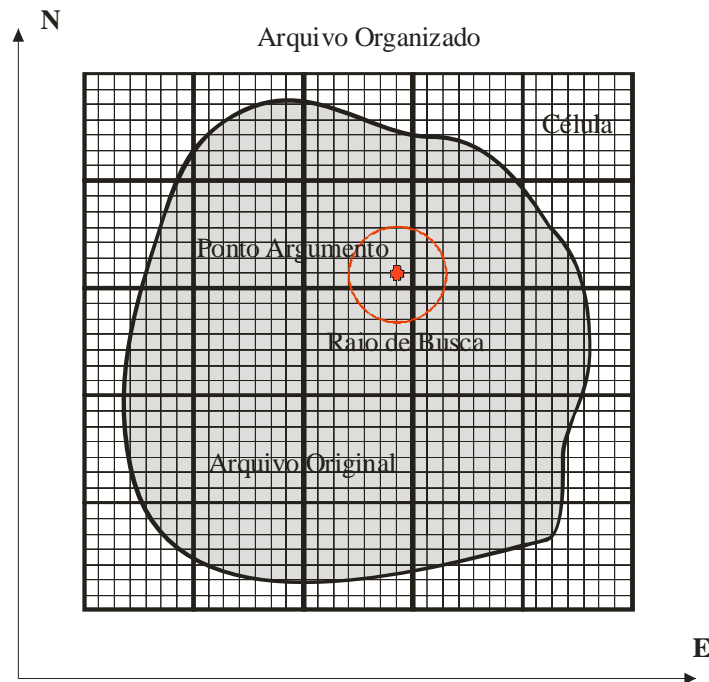 N
Arquivo Organizado
Célula
Ponto Argumento
Raio de Busca
Arquivo Original
E